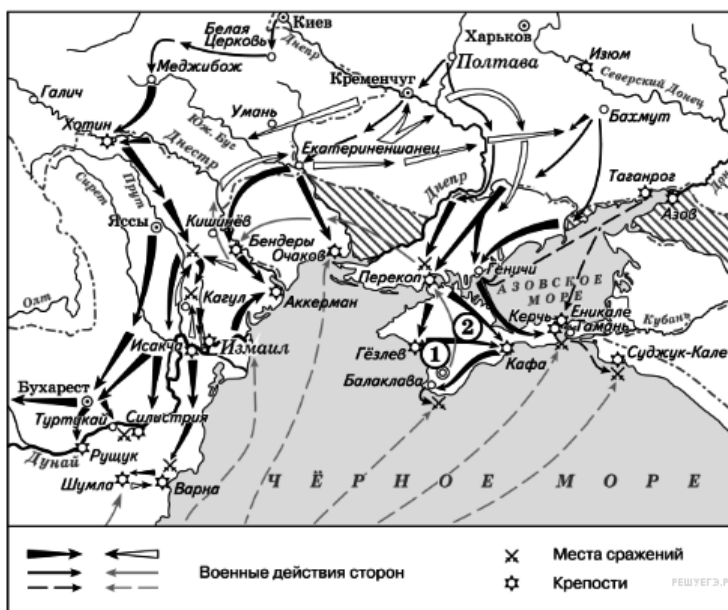 Киев
Белая
Церковь
Днепр
Харьков
Изюм
Полтава
Меджибож
Кременчуг
Северский Донец
Галич
Умань
Бахмут
Хотин
Юж. Буг
Днестр
Екатериненшанец
Таганрог
Дон
Сирет
Прут
Днепр
Азов
Кишинёв
Яссы
Бендеры
Очаков
Перекоп
Геничи
АЗОВСКОЕ
МОРЕ
Олт
Кагул
Аккерман
Еникале
Керчь
Тамань
Кубань
Исакча
Измаил
Гёзлев
2
1
Кафа
Суджук-Кале
Балаклава
Бухарест
Туртукай
Силистрия
Дунай
Рущук
Шумла
Варна
ЧЁРНОЕ МОРЕ
Военные действия сторон
Места сражений
Крепости
РЕШУЕГЭ.Р